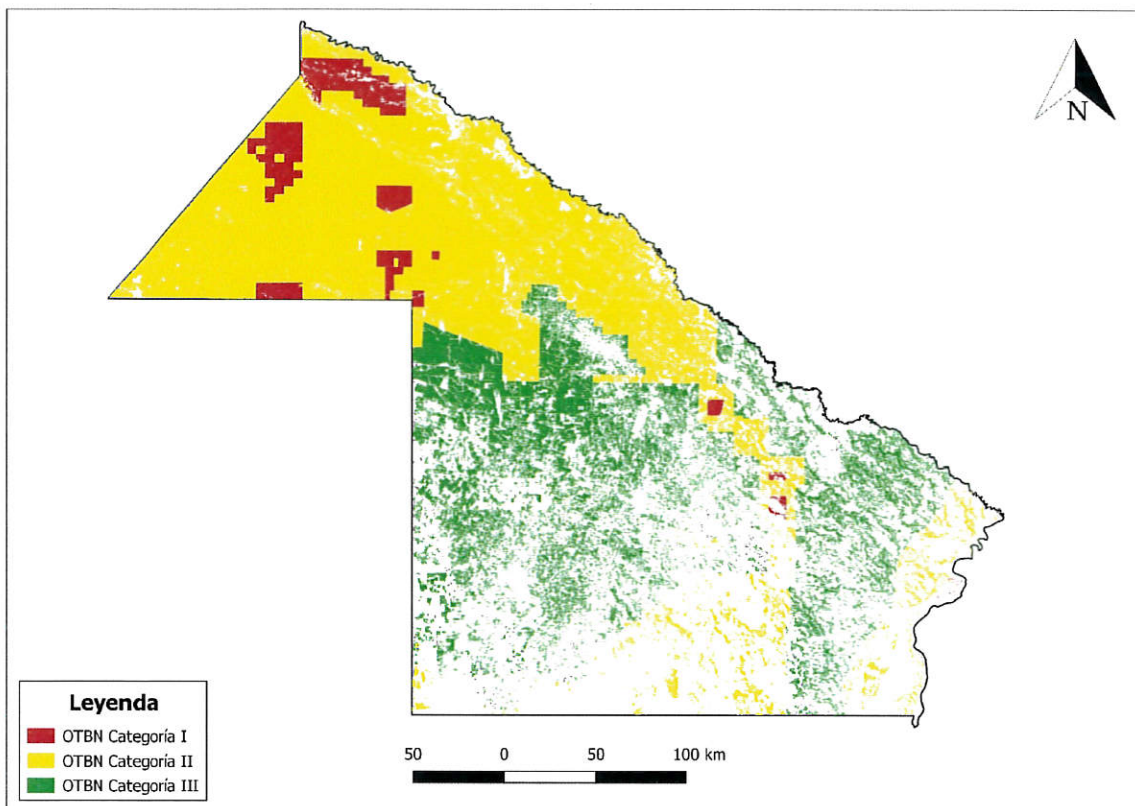 N
Leyenda
OTBN Categoría I
OTBN Categoría II
OTBN Categoría III
50 0 50 100 km